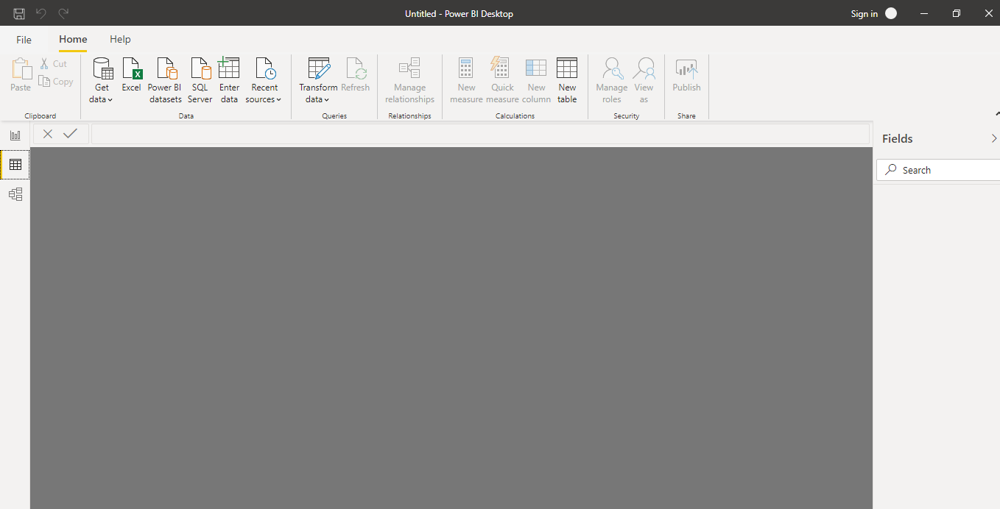 Untitled - Power BI Desktop
Sign in
File Home Help
Paste
Cut
Copy
Clipboard
Get data
Excel
Power BI datasets
SQL Server
Enter data
Recent sources
Data
Transform data
Refresh
Queries
Manage relationships
Relationships
New measure
Quick measure
New column
New table
Calculations
Manage roles
View as
Security
Publish
Share
Fields
Search